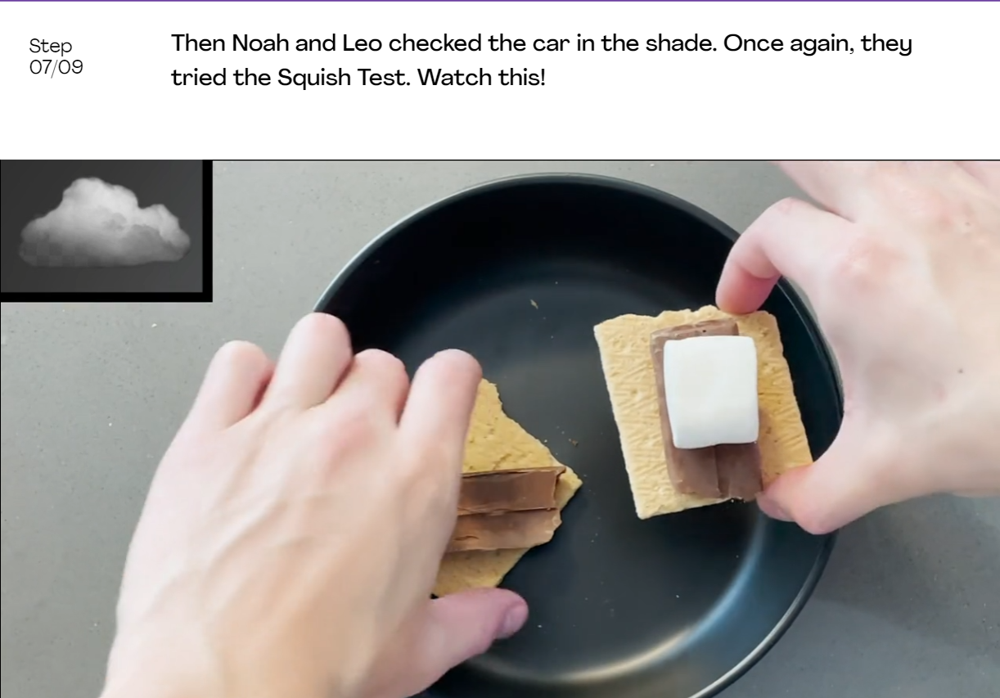 Step
07/09
Then Noah and Leo checked the car in the shade. Once again, they
tried the Squish Test. Watch this!